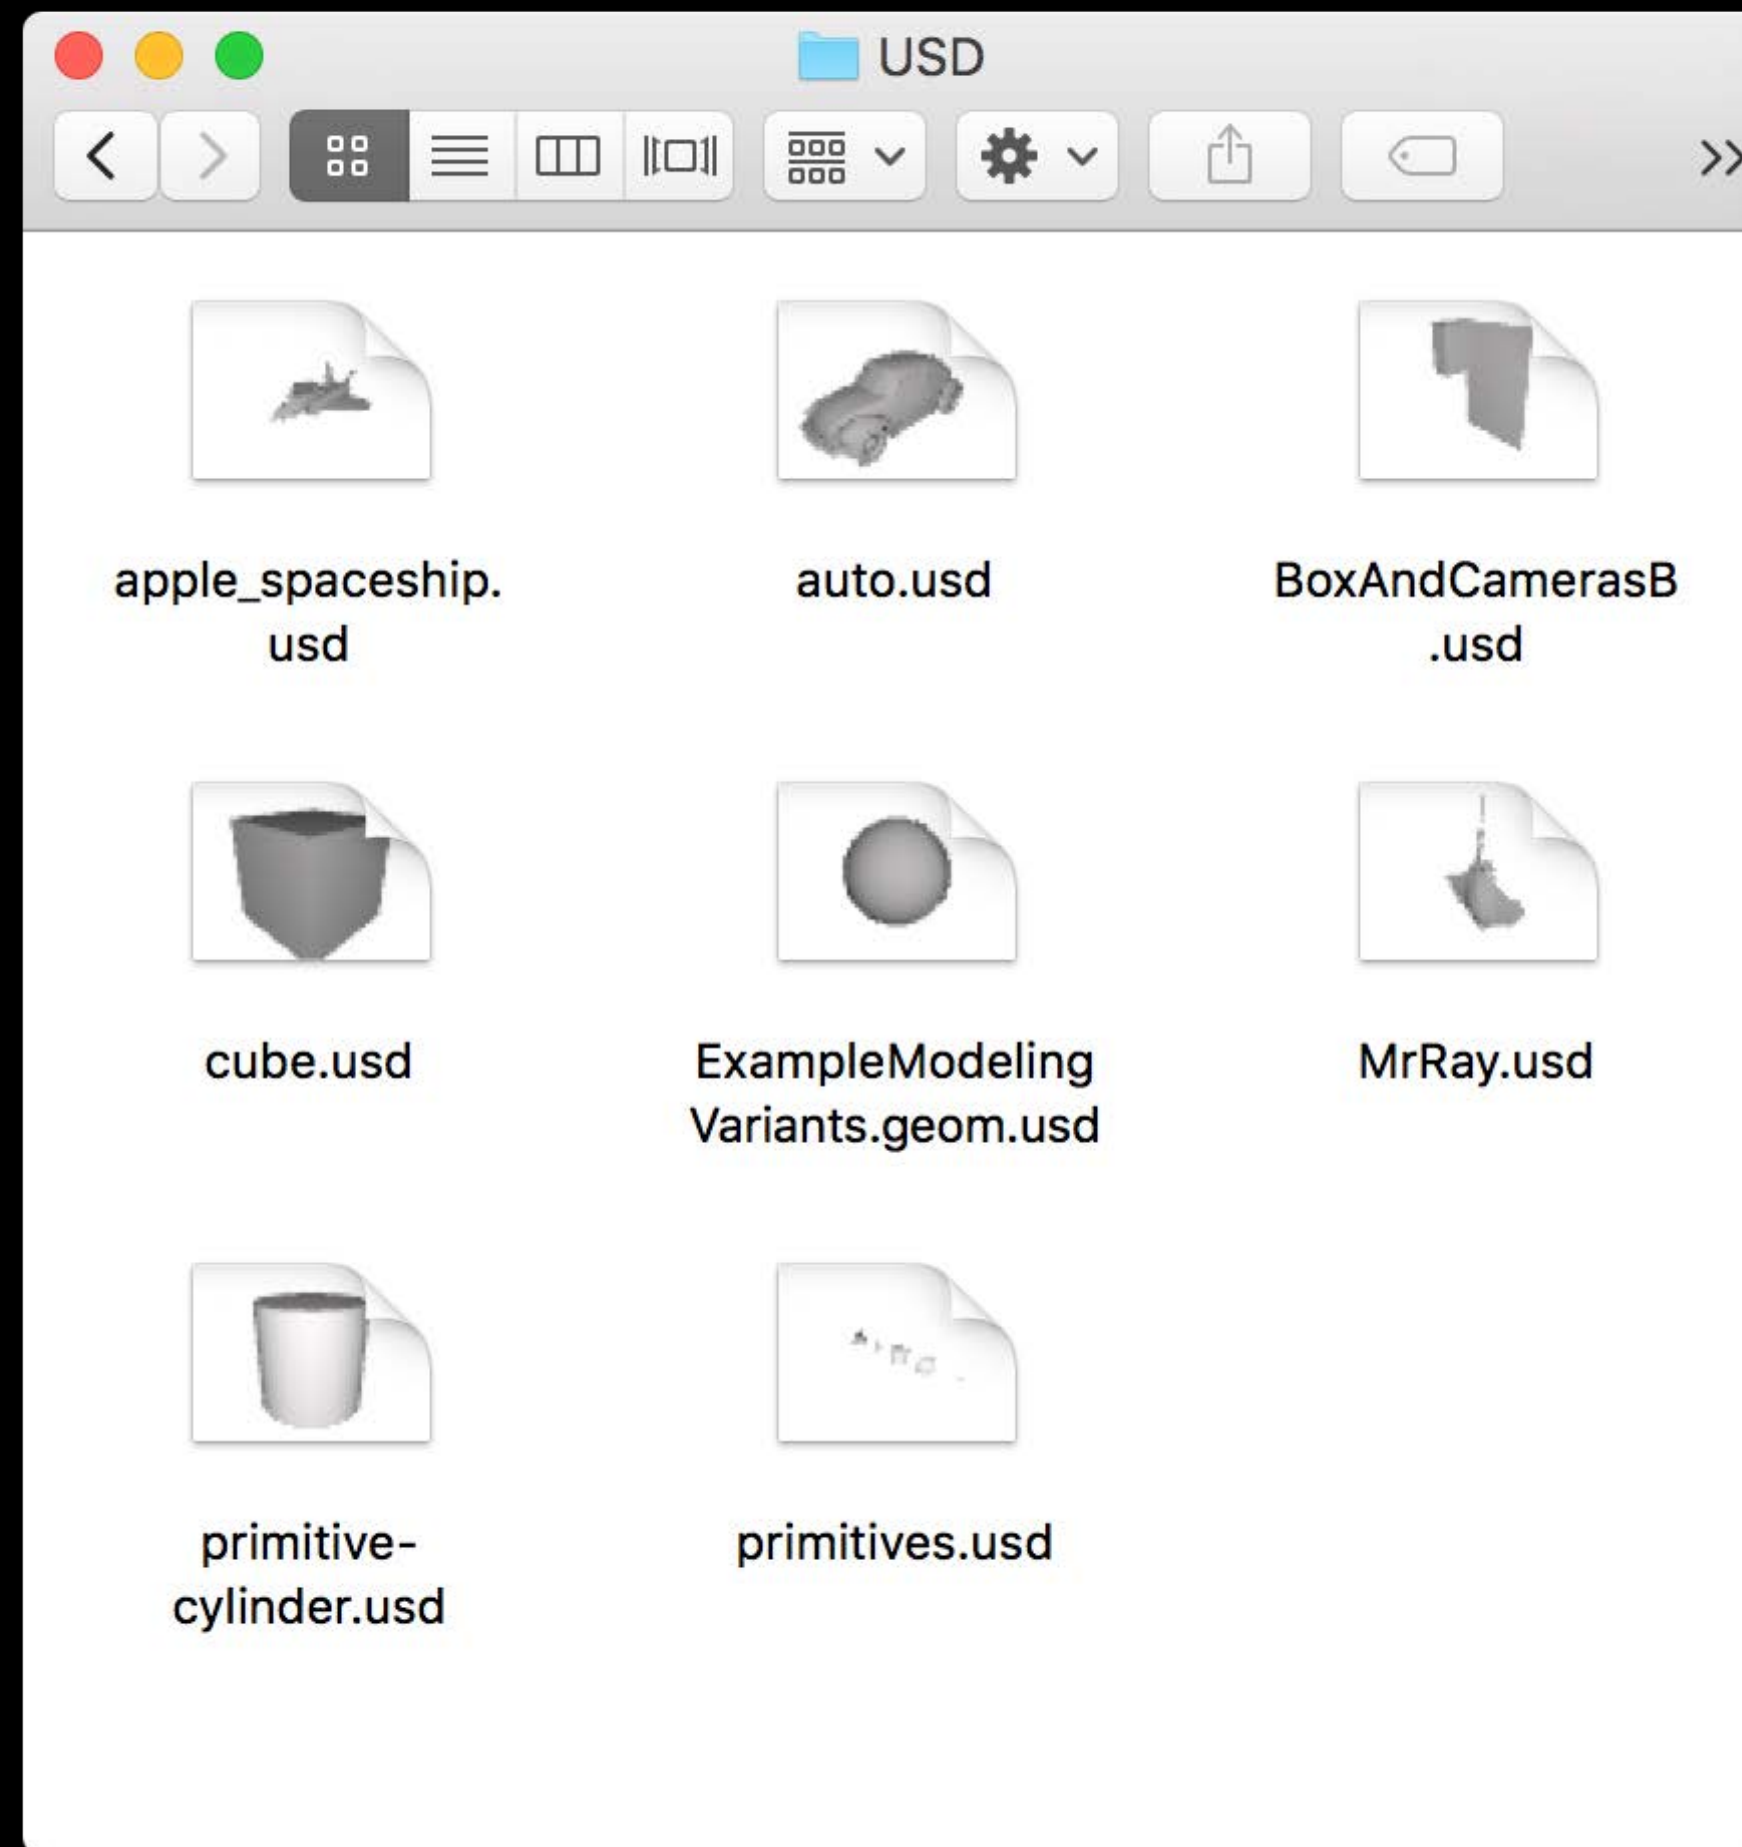 USD
apple_spaceship.
usd
auto.usd
BoxAndCamerasB
.usd
cube.usd
ExampleModeling
Variants.geom.usd
MrRay.usd
primitive-
cylinder.usd
primitives.usd